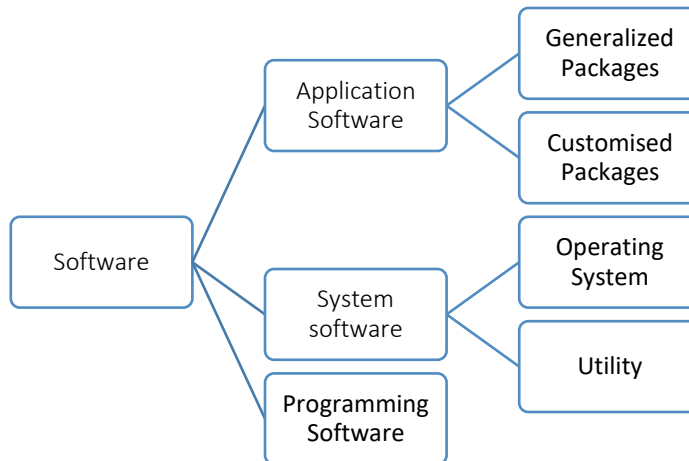 Software
Application
Software
Generalized
Packages
Customised
Packages
System
software
Operating
System
Utility
Programming
Software